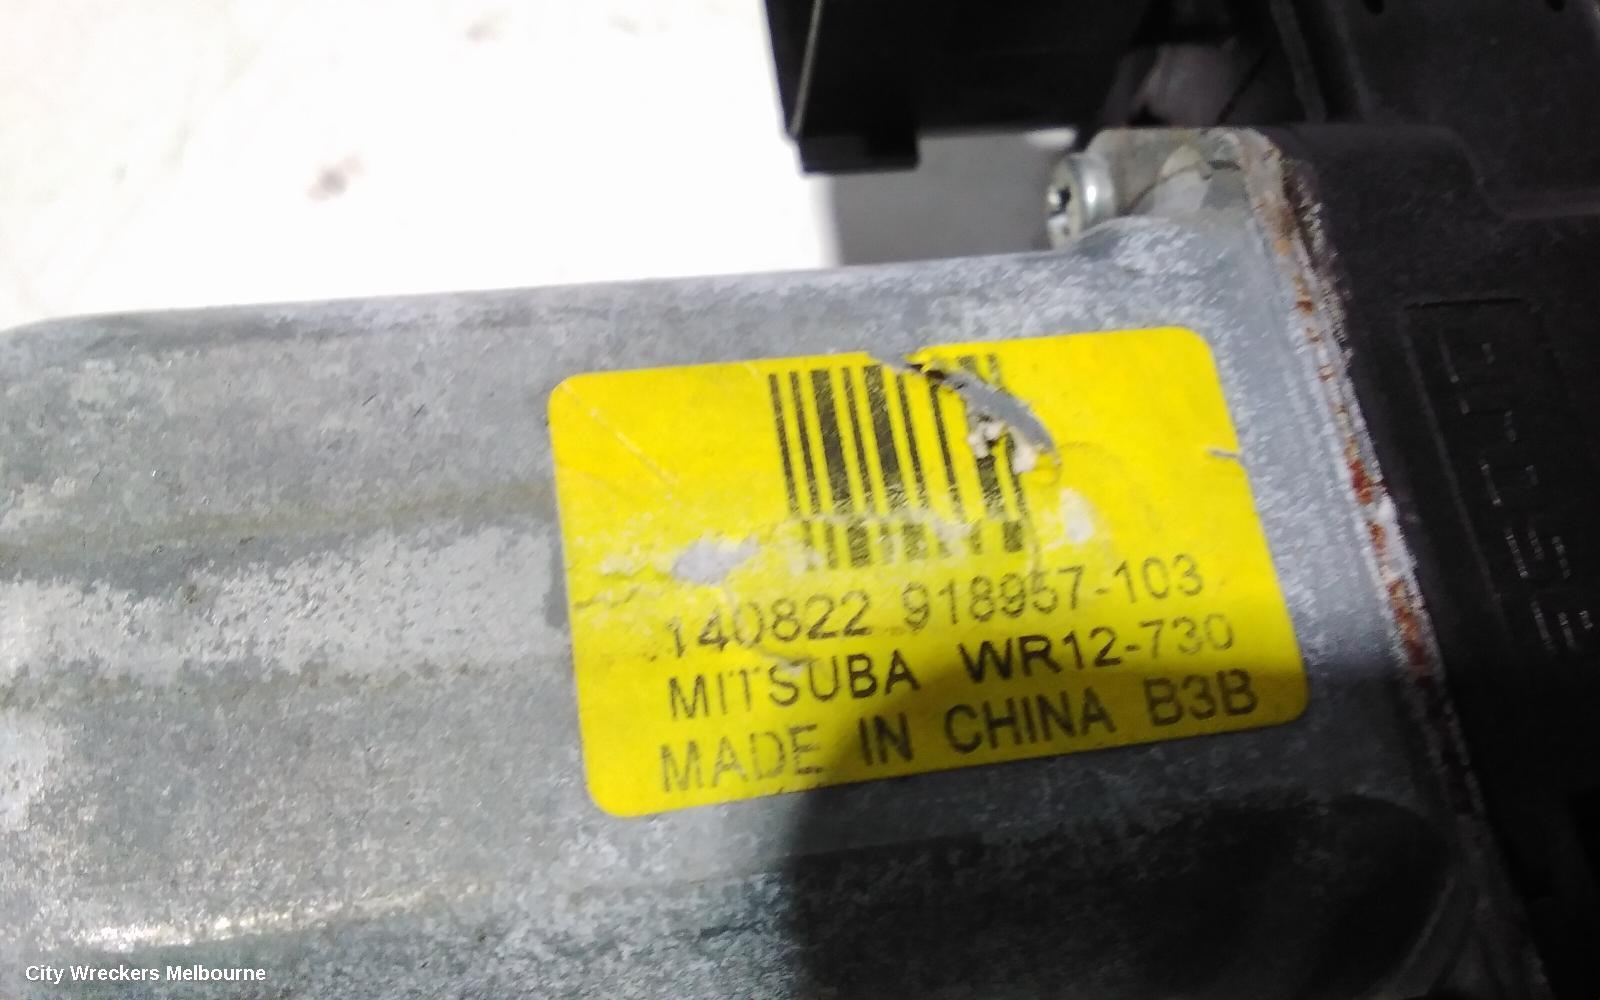 140822 918957-103
MITSUBA WR12-730
MADE IN CHINA B3B
City Wreckers Melbourne